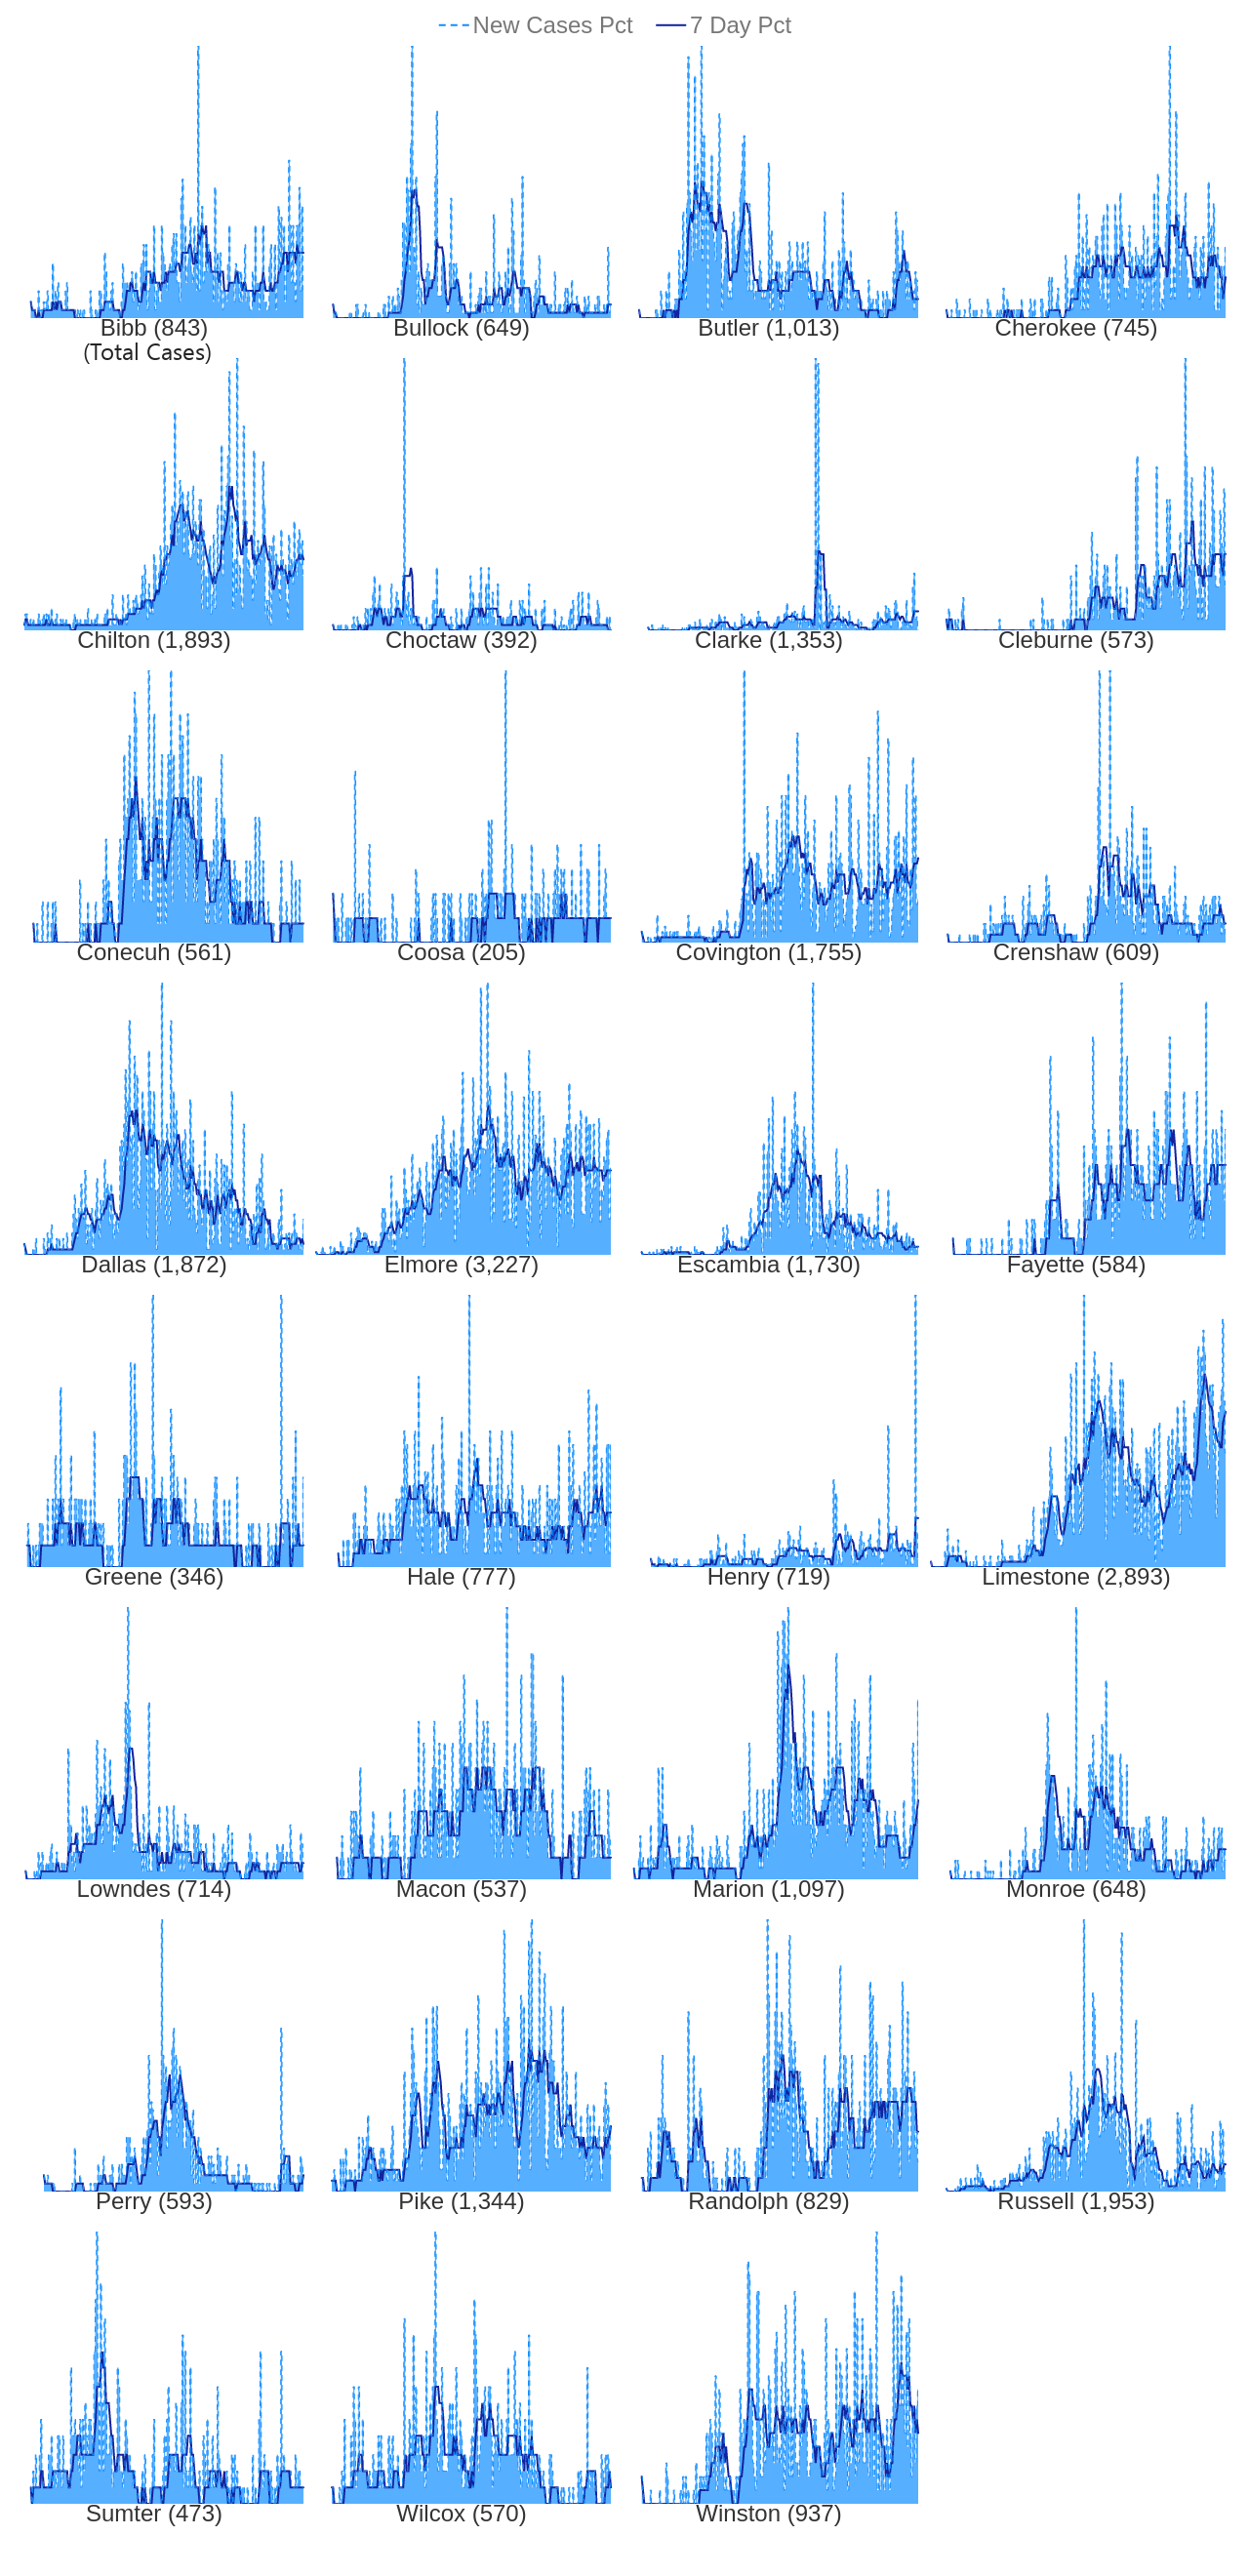 New Cases Pct 7 Day Pct
Bibb (843) Bullock (649) Butler (1,013) Cherokee (745)
(Total Cases)
Chilton (1,893) Choctaw (392) Clarke (1,353) Cleburne (573)
Conecuh (561) Coosa (205) Covington (1,755) Crenshaw (609)
Dallas (1,872) Elmore (3,227) Escambia (1,730) Fayette (584)
Greene (346) Hale (777) Henry (719) Limestone (2,893)
Lowndes (714) Macon (537) Marion (1,097) Monroe (648)
Perry (593) Pike (1,344) Randolph (829) Russell (1,953)
Sumter (473) Wilcox (570) Winston (937)